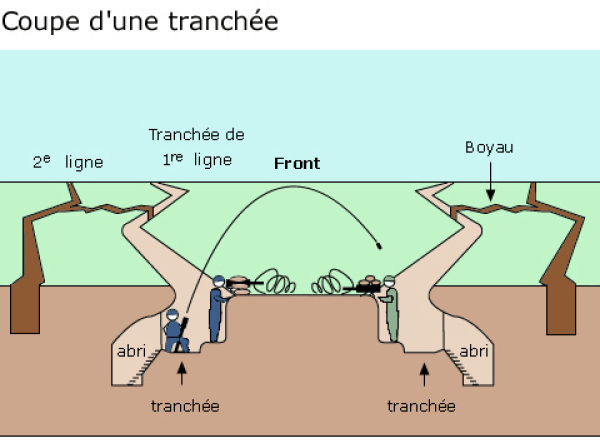 Coupe d'une tranchée
Tranchée de
1re ligne
2e ligne
Front
Boyau
abri
abri
tranchée
tranchée